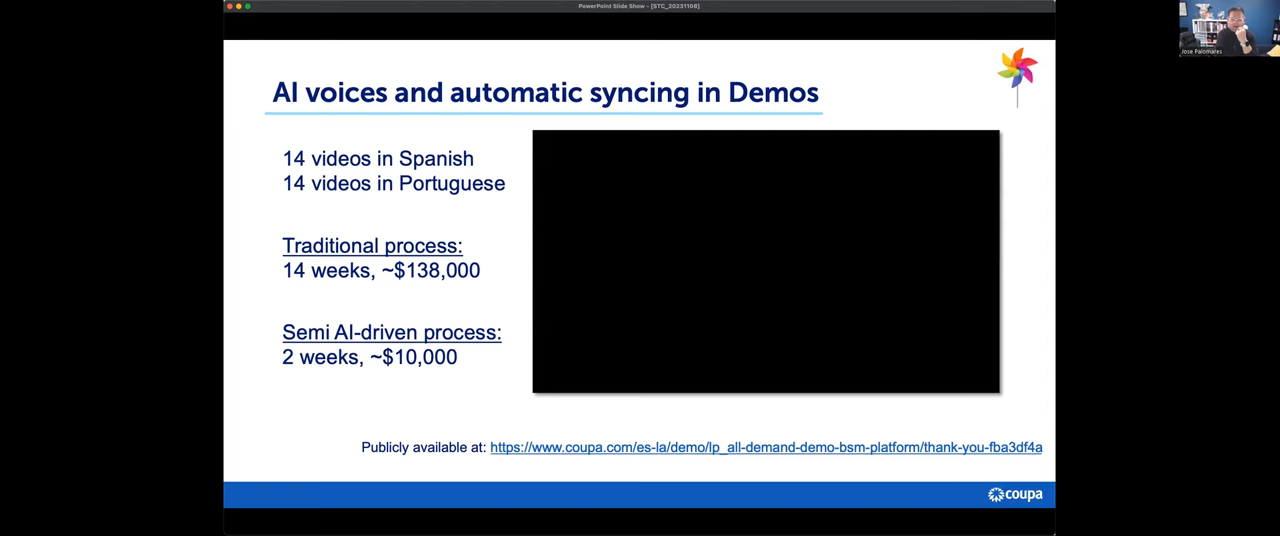 PowerPoint Slide Show - [STC_20231108]
Jose Palomares
AI voices and automatic syncing in Demos
14 videos in Spanish
14 videos in Portuguese
Traditional process:
14 weeks, ~$138,000
Semi AI-driven process:
2 weeks, ~$10,000
Publicly available at: https://www.coupa.com/es-la/demo/lp_all-demand-demo-bsm-platform/thank-you-fba3df4a
coupa